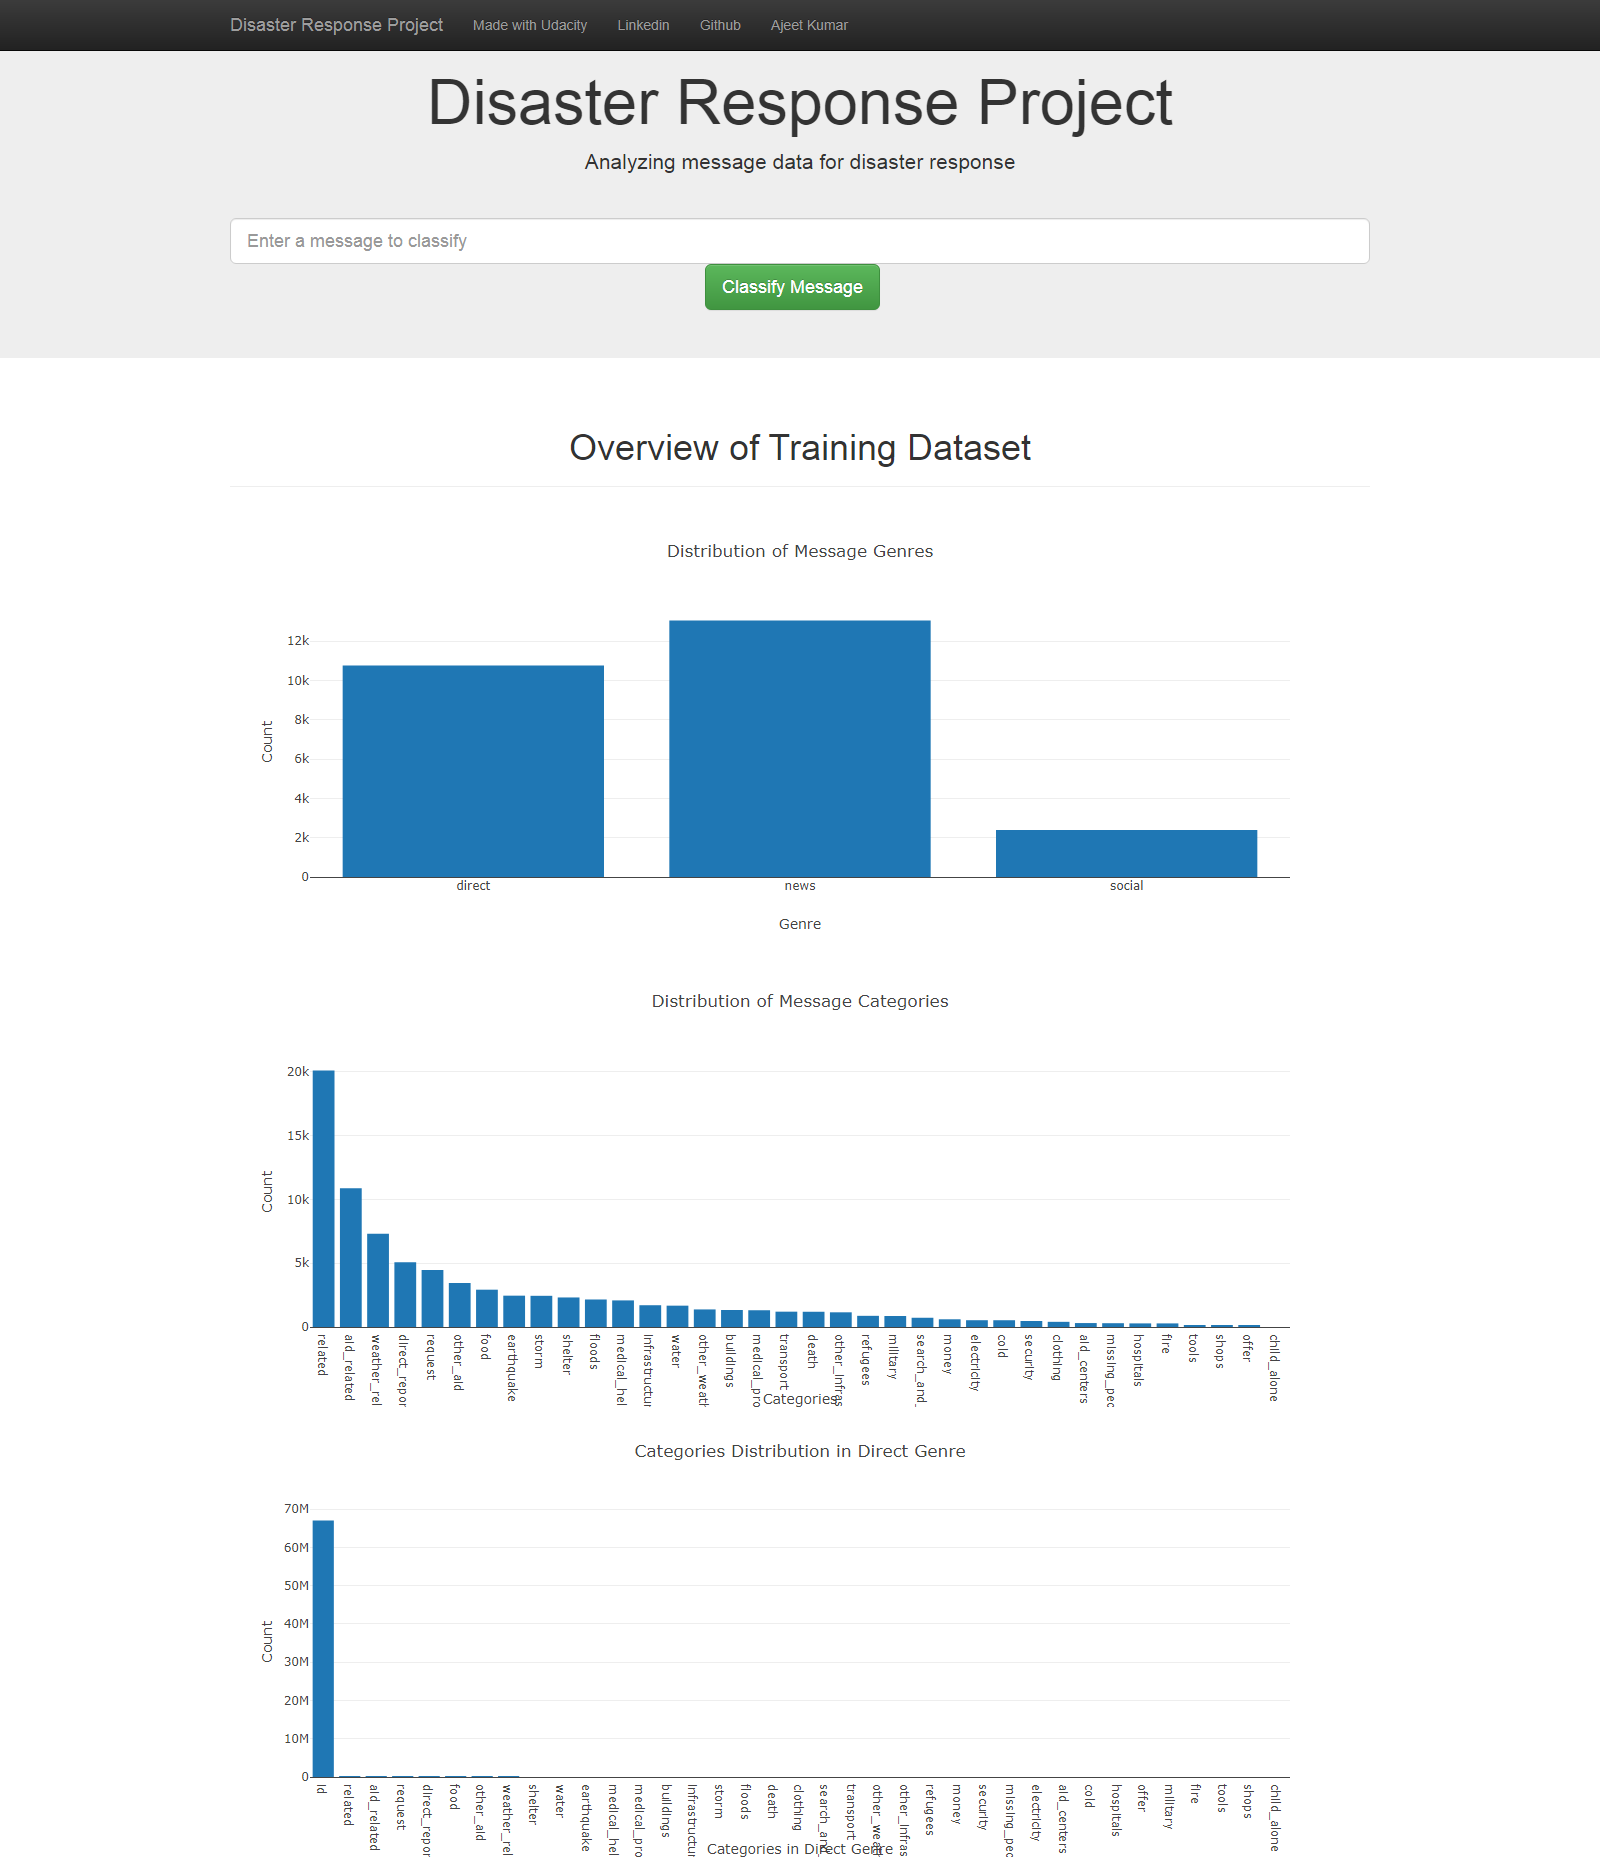 Disaster Response Project Made with Udacity Linkedin Github Ajeet Kumar
Disaster Response Project
Analyzing message data for disaster response
Enter a message to classify
Classify Message
Overview of Training Dataset
Distribution of Message Genres
Count
12k
10k
8k
6k
4k
2k
0
direct news social
Genre
Distribution of Message Categories
Count
20k
15k
10k
5k
0
related aid_related weather_rel direct_repor request other_aid food earthquake storm shelter floods medical_hel infrastructur water other_weath buildings medical_pro transport death other_infras refugees military search_and_ money electricity cold security clothing aid_centers missing_peo hospitals fire tools shops offer child_alone
Categories
Categories Distribution in Direct Genre
Count
70M
60M
50M
40M
30M
20M
10M
0
id related aid_related request direct_repor food other_aid weather_rel shelter water earthquake medical_hel medical_pro buildings infrastructur storm floods death clothing search_and_ transport other_weath other_infras refugees money security missing_peo electricity aid_centers cold hospitals offer military fire tools shops child_alone
Categories in Direct Genre